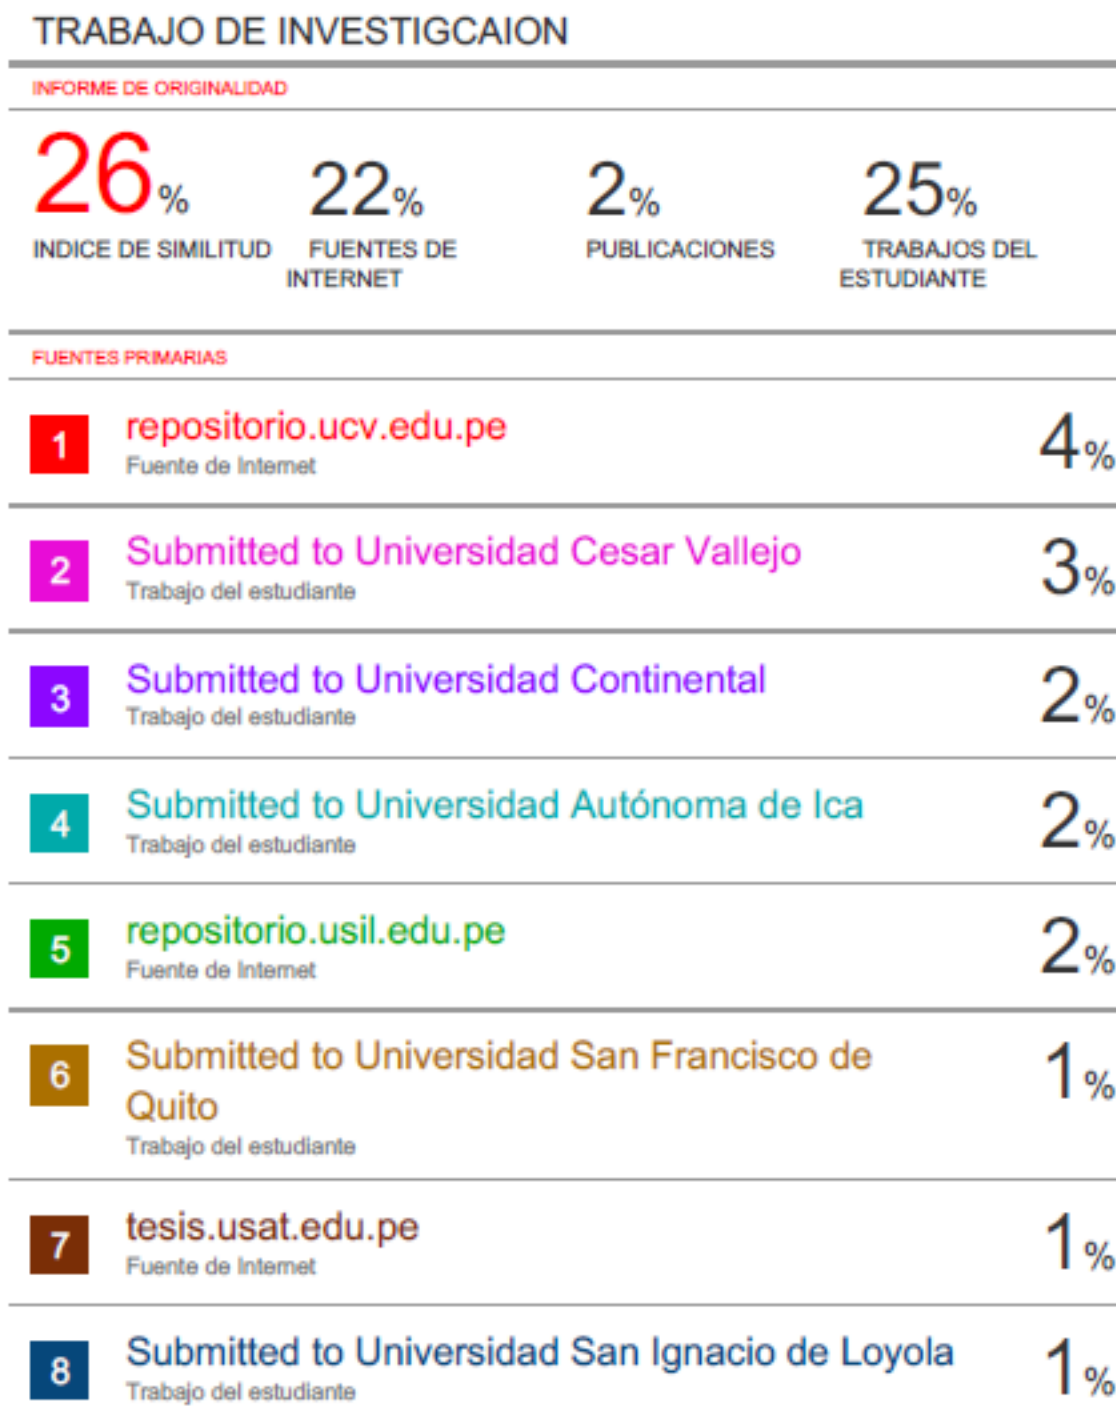 TRABAJO DE INVESTIGCAION
INFORME DE ORIGINALIDAD
26%
22%
2%
25%
INDICE DE SIMILITUD
FUENTES DE
INTERNET
PUBLICACIONES
TRABAJOS DEL
ESTUDIANTE
FUENTES PRIMARIAS
1
repositorio.ucv.edu.pe
Fuente de Internet
4%
2
Submitted to Universidad Cesar Vallejo
Trabajo del estudiante
3%
3
Submitted to Universidad Continental
Trabajo del estudiante
2%
4
Submitted to Universidad Autónoma de Ica
Trabajo del estudiante
2%
5
repositorio.usil.edu.pe
Fuente de Internet
2%
6
Submitted to Universidad San Francisco de
Quito
Trabajo del estudiante
1%
7
tesis.usat.edu.pe
Fuente de Internet
1%
8
Submitted to Universidad San Ignacio de Loyola
Trabajo del estudiante
1%